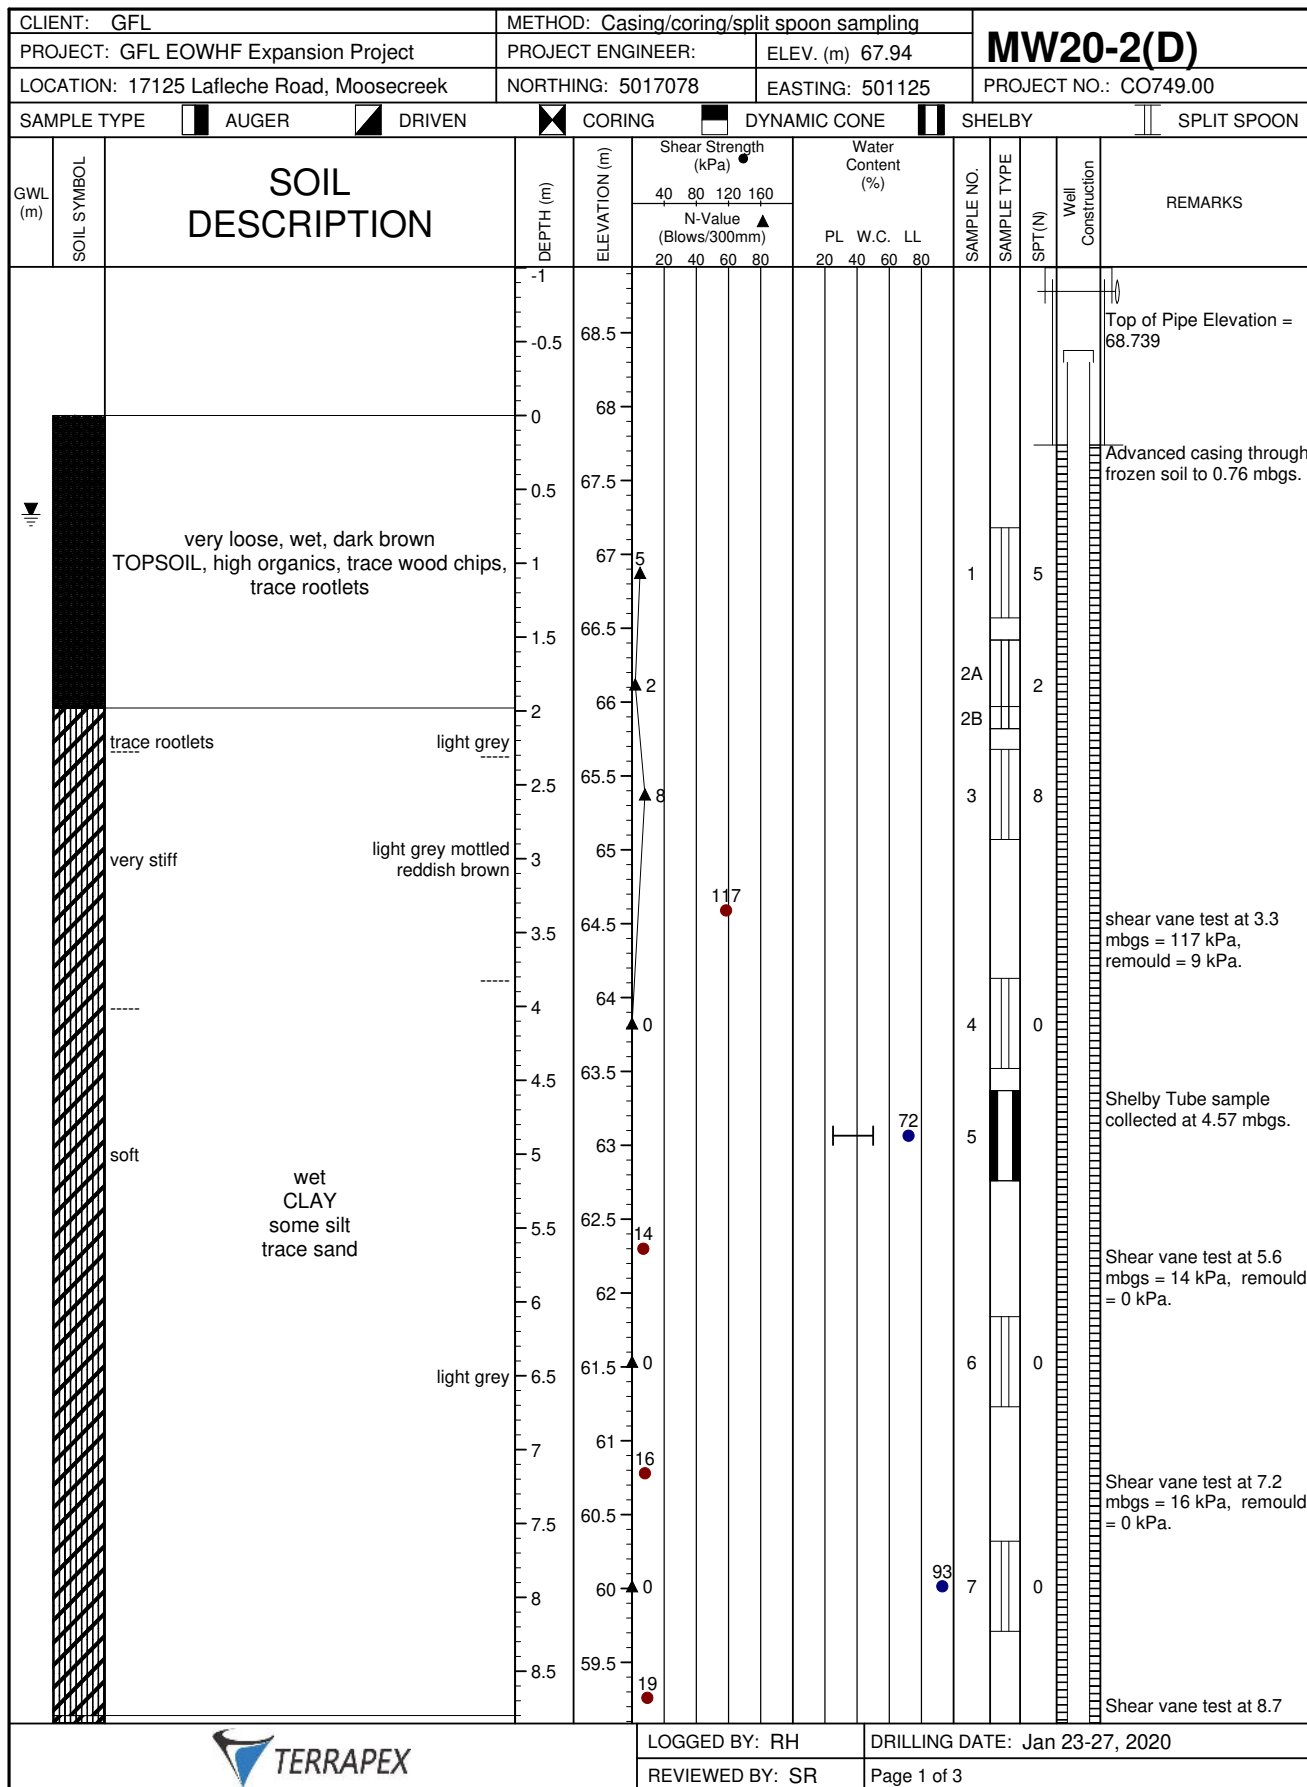 CLIENT: GFL
METHOD: Casing/coring/split spoon sampling
MW20-2(D)
PROJECT: GFL EOWHF Expansion Project
PROJECT ENGINEER:
ELEV. (m) 67.94
LOCATION: 17125 Lafleche Road, Moosecreek
NORTHING: 5017078
EASTING: 501125
PROJECT NO.: CO749.00
SAMPLE TYPE AUGER DRIVEN CORING DYNAMIC CONE SHELBY SPLIT SPOON
GWL
(m)
SOIL SYMBOL
SOIL
DESCRIPTION
DEPTH (m)
ELEVATION (m)
Shear Strength
(kPa)
40 80 120 160
N-Value
(Blows/300mm)
20 40 60 80
Water
Content
(%)
PL W.C. LL
20 40 60 80
SAMPLE NO.
SAMPLE TYPE
SPT(N)
Well
Construction
REMARKS
-1
Top of Pipe Elevation =
68.739
-0.5
68.5
68
0
Advanced casing through
frozen soil to 0.76 mbgs.
67.5
0.5
very loose, wet, dark brown
TOPSOIL, high organics, trace wood chips,
trace rootlets
67
1
5
1
5
66.5
1.5
2A
2
2
66
2
2B
trace rootlets
light grey
65.5
2.5
8
3
8
very stiff
light grey mottled
reddish brown
65
3
117
64.5
3.5
shear vane test at 3.3
mbgs = 117 kPa,
remould = 9 kPa.
64
4
0
4
0
63.5
4.5
Shelby Tube sample
collected at 4.57 mbgs.
72
5
63
5
soft
wet
CLAY
some silt
trace sand
62.5
5.5
14
Shear vane test at 5.6
mbgs = 14 kPa, remould
= 0 kPa.
62
6
0
6
0
61.5
light grey
6.5
61
7
16
Shear vane test at 7.2
mbgs = 16 kPa, remould
= 0 kPa.
60.5
7.5
93
0
7
0
60
8
59.5
8.5
19
Shear vane test at 8.7
TERRAPEX
LOGGED BY: RH
DRILLING DATE: Jan 23-27, 2020
REVIEWED BY: SR
Page 1 of 3